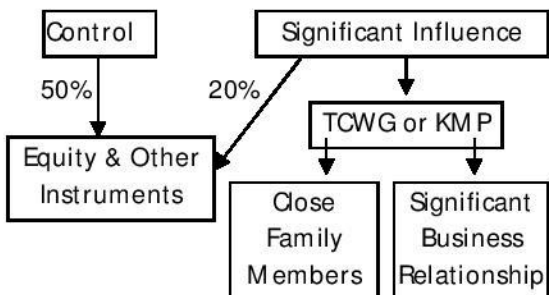 Control
Significant Influence
50%
20%
TCWG or KMP
Equity & Other
Instruments
Close
Family
Members
Significant
Business
Relationship